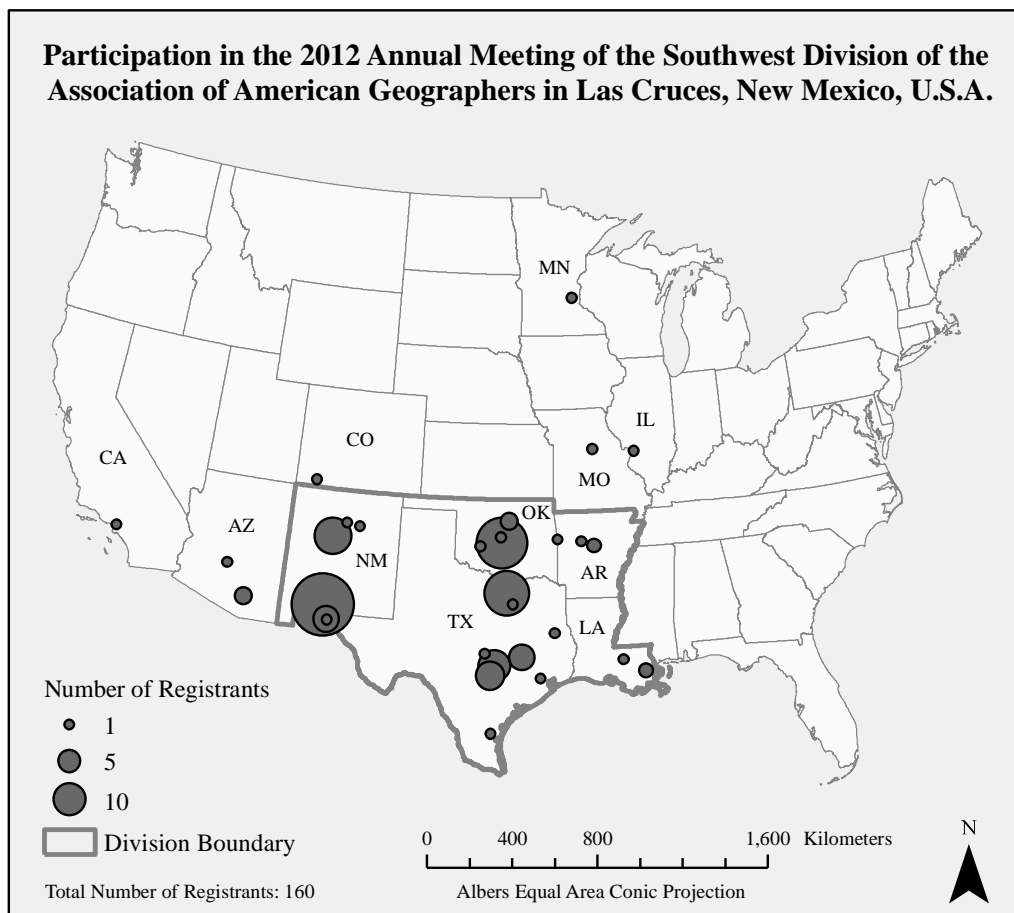 Participation in the 2012 Annual Meeting of the Southwest Division of the
Association of American Geographers in Las Cruces, New Mexico, U.S.A.
MN
IL
CO
CA
MO
AZ
OK
NM
AR
TX
LA
Number of Registrants
1
5
10
Division Boundary
Total Number of Registrants: 160
0 400 800 1,600 Kilometers
Albers Equal Area Conic Projection
N